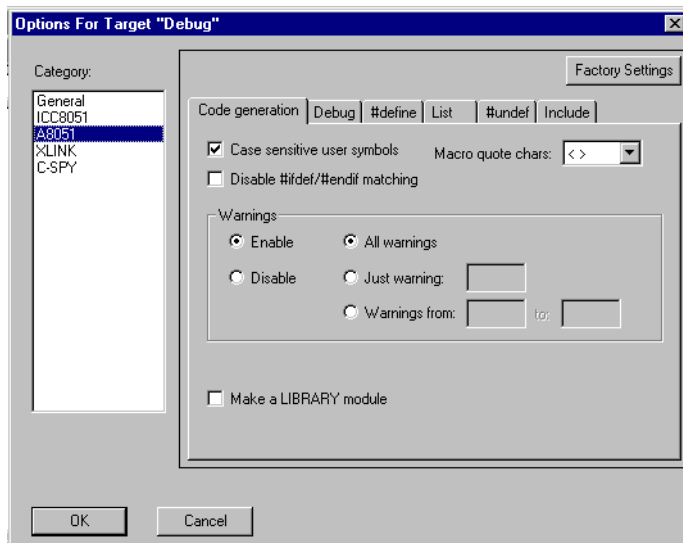 Options For Target "Debug"
Category:
Factory Settings
General
ICC8051
A8051
XLINK
C-SPY
Code generation Debug #define List #undef Include
Case sensitive user symbols Macro quote chars: < >
Disable #ifdef/#endif matching
Warnings
Enable All warnings
Disable Just warning:
Warnings from: to:
Make a LIBRARY module
OK Cancel